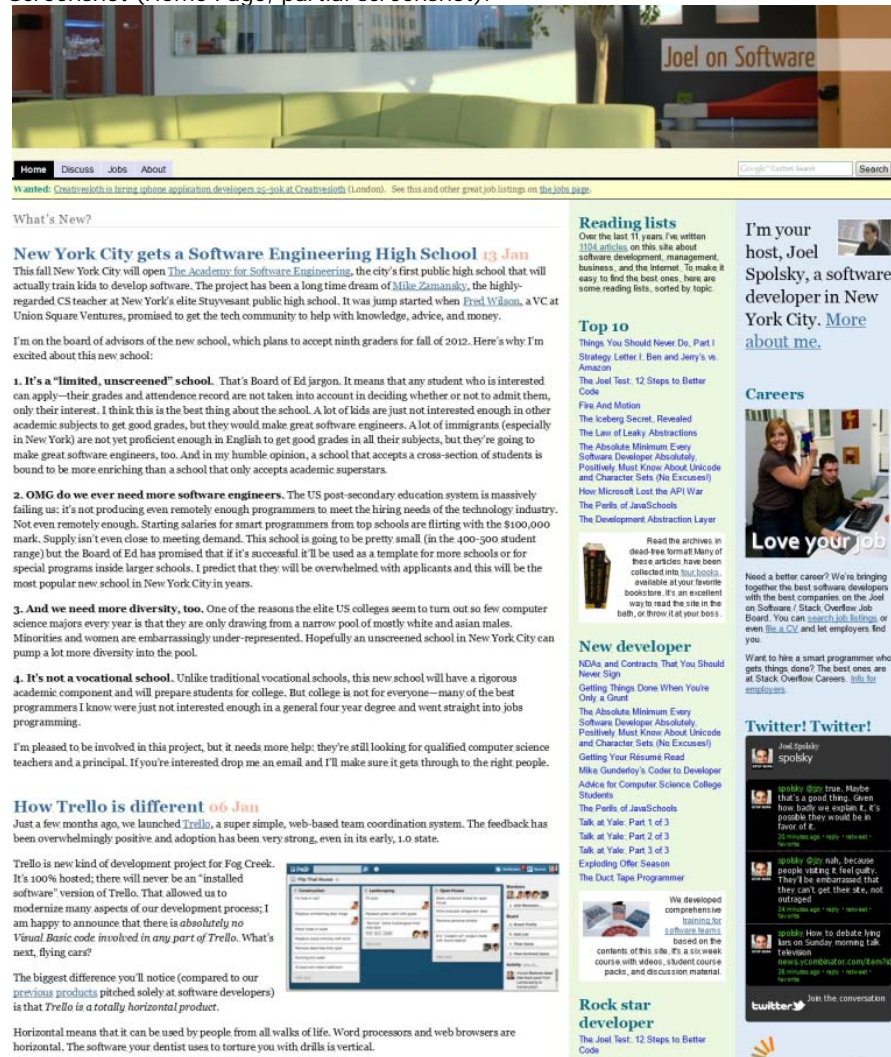 Screenshot (Home Page, partial screenshot):
Joel on Software
Home Discuss Jobs About
Google™ Custom Search Search
Wanted: Creativesloth is hiring iphone application developers 25-30k at Creativesloth (London). See this and other great job listings on the jobs page.
What's New?
New York City gets a Software Engineering High School 13 Jan
This fall New York City will open The Academy for Software Engineering, the city's first public high school that will
actually train kids to develop software. The project has been a long time dream of Mike Zamansky, the highly-
regarded CS teacher at New York's elite Stuyvesant public high school. It was jump started when Fred Wilson, a VC at
Union Square Ventures, promised to get the tech community to help with knowledge, advice, and money.
I'm on the board of advisors of the new school, which plans to accept ninth graders for fall of 2012. Here's why I'm
excited about this new school:
1. It's a "limited, unscreened" school. That's Board of Ed jargon. It means that any student who is interested
can apply—their grades and attendence record are not taken into account in deciding whether or not to admit them,
only their interest. I think this is the best thing about the school. A lot of kids are just not interested enough in other
academic subjects to get good grades, but they would make great software engineers. A lot of immigrants (especially
in New York) are not yet proficient enough in English to get good grades in all their subjects, but they're going to
make great software engineers, too. And in my humble opinion, a school that accepts a cross-section of students is
bound to be more enriching than a school that only accepts academic superstars.
2. OMG do we ever need more software engineers. The US post-secondary education system is massively
failing us: it's not producing even remotely enough programmers to meet the hiring needs of the technology industry.
Not even remotely enough. Starting salaries for smart programmers from top schools are flirting with the $100,000
mark. Supply isn't even close to meeting demand. This school is going to be pretty small (in the 400-500 student
range) but the Board of Ed has promised that if it's successful it'll be used as a template for more schools or for
special programs inside larger schools. I predict that they will be overwhelmed with applicants and this will be the
most popular new school in New York City in years.
3. And we need more diversity, too. One of the reasons the elite US colleges seem to turn out so few computer
science majors every year is that they are only drawing from a narrow pool of mostly white and asian males.
Minorities and women are embarrassingly under-represented. Hopefully an unscreened school in New York City can
pump a lot more diversity into the pool.
4. It's not a vocational school. Unlike traditional vocational schools, this new school will have a rigorous
academic component and will prepare students for college. But college is not for everyone—many of the best
programmers I know were just not interested enough in a general four year degree and went straight into jobs
programming.
I'm pleased to be involved in this project, but it needs more help: they're still looking for qualified computer science
teachers and a principal. If you're interested drop me an email and I'll make sure it gets through to the right people.
How Trello is different 06 Jan
Just a few months ago, we launched Trello, a super simple, web-based team coordination system. The feedback has
been overwhelmingly positive and adoption has been very strong, even in its early, 1.0 state.
Trello is new kind of development project for Fog Creek.
It's 100% hosted; there will never be an "installed
software" version of Trello. That allowed us to
modernize many aspects of our development process; I
am happy to announce that there is absolutely no
Visual Basic code involved in any part of Trello. What's
next, flying cars?
The biggest difference you'll notice (compared to our
previous products pitched solely at software developers)
is that Trello is a totally horizontal product.
Horizontal means that it can be used by people from all walks of life. Word processors and web browsers are
horizontal. The software your dentist uses to torture you with drills is vertical.
Trello
Construction
Landscaping
Open House
Members
Board
Activity
Reading lists
Over the last 11 years I've written
1104 articles on this site about
software development, management,
business, and the Internet. To make it
easy to find the best ones, here are
some reading lists, sorted by topic.
Top 10
Things You Should Never Do, Part I
Strategy Letter I: Ben and Jerry's vs.
Amazon
The Joel Test: 12 Steps to Better
Code
Fire And Motion
The Iceberg Secret, Revealed
The Law of Leaky Abstractions
The Absolute Minimum Every
Software Developer Absolutely,
Positively Must Know About Unicode
and Character Sets (No Excuses!)
How Microsoft Lost the API War
The Perils of JavaSchools
The Development Abstraction Layer
Read the archives in
dead-tree format! Many of
these articles have been
collected into four books,
available at your favorite
bookstore. It's an excellent
way to read the site in the
bath, or throw it at your boss.
New developer
NDAs and Contracts That You Should
Never Sign
Getting Things Done When You're
Only a Grunt
The Absolute Minimum Every
Software Developer Absolutely,
Positively Must Know About Unicode
and Character Sets (No Excuses!)
Getting Your Résumé Read
Mike Gunderloy's Coder to Developer
Advice for Computer Science College
Students
The Perils of JavaSchools
Talk at Yale: Part 1 of 3
Talk at Yale: Part 2 of 3
Talk at Yale: Part 3 of 3
Exploding Offer Season
The Duct Tape Programmer
We developed
comprehensive
training for
software teams
based on the
contents of this site. It's a six week
course with videos, student course
packs, and discussion material.
Rock star
developer
The Joel Test: 12 Steps to Better
Code
I'm your
host, Joel
Spolsky, a software
developer in New
York City. More
about me.
Careers
Love your job
Need a better career? We're bringing
together the best software developers
with the best companies on the Joel
on Software / Stack Overflow Job
Board. You can search job listings or
even file a CV and let employers find
you.
Want to hire a smart programmer who
gets things done? The best ones are
at Stack Overflow Careers. Info for
employers.
Twitter! Twitter!
Joel Spolsky
spolsky
spolsky @jzy true. Maybe
that's a good thing. Given
how badly we explain it, it's
possible they would be in
favor of it.
26 minutes ago · reply · retweet ·
favorite
spolsky @jzy nah, because
people visiting it feel guilty.
They'll be embarrassed that
they can't get their site, not
outraged
28 minutes ago · reply · retweet ·
favorite
spolsky How to debate lying
liars on Sunday morning talk
television
news.ycombinator.com/item?id
38 minutes ago · reply · retweet ·
favorite
twitter Join the conversation